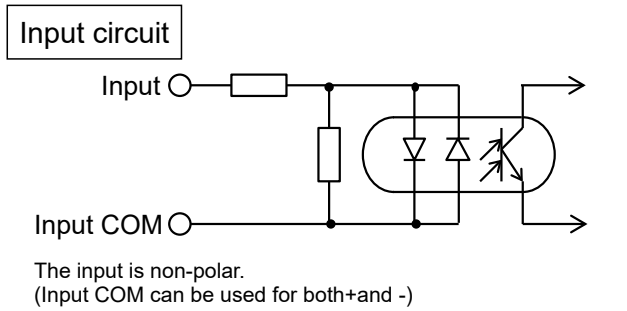 Input circuit
Input
Input COM
The input is non-polar.
(Input COM can be used for both+and -)